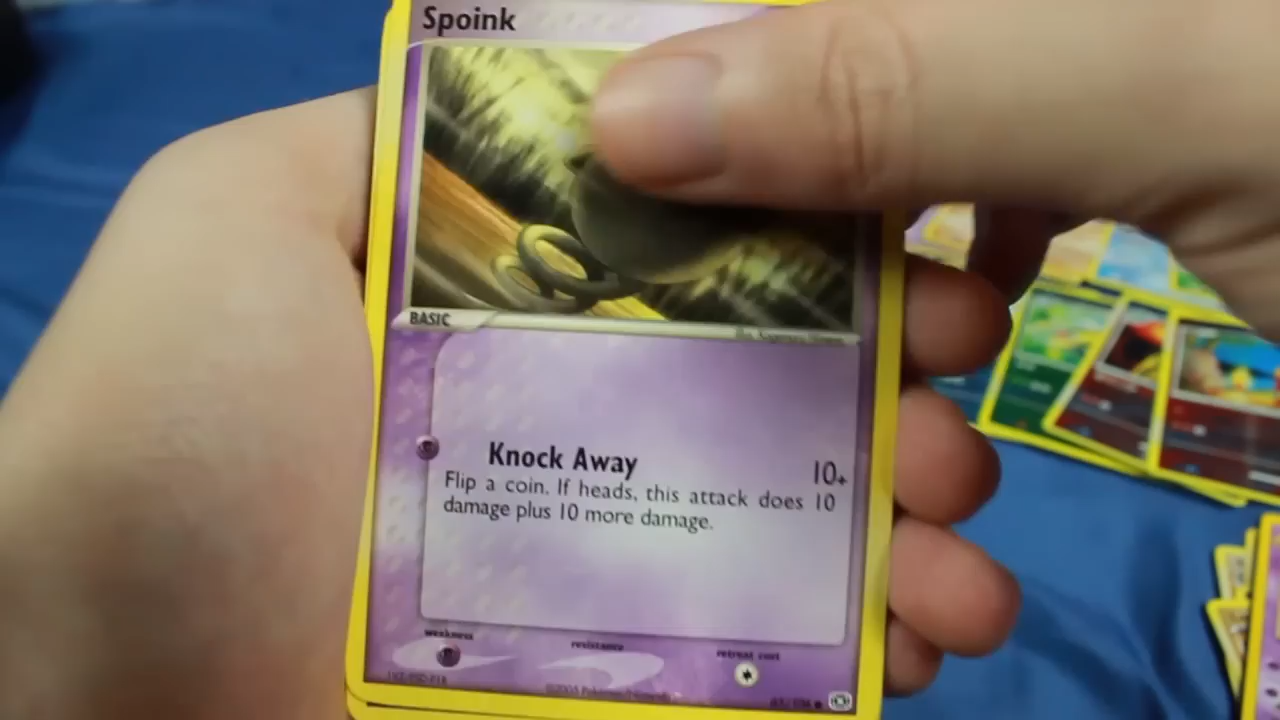 Spoink
BASIC
Knock Away 10+
Flip a coin. If heads, this attack does 10
damage plus 10 more damage.
weakness resistance retreat cost